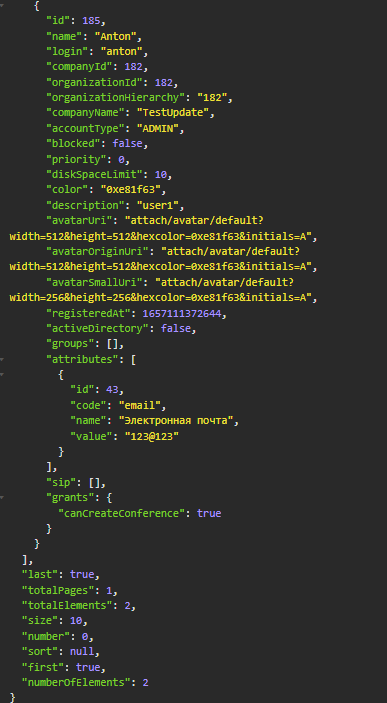 {
"id": 185,
"name": "Anton",
"login": "anton",
"companyId": 182,
"organizationId": 182,
"organizationHierarchy": "182",
"companyName": "TestUpdate",
"accountType": "ADMIN",
"blocked": false,
"priority": 0,
"diskSpaceLimit": 10,
"color": "0xe81f63",
"description": "user1",
"avatarUri": "attach/avatar/default?
width=512&height=512&hexcolor=0xe81f63&initials=A",
"avatarOriginUri": "attach/avatar/default?
width=512&height=512&hexcolor=0xe81f63&initials=A",
"avatarSmallUri": "attach/avatar/default?
width=256&height=256&hexcolor=0xe81f63&initials=A",
"registeredAt": 1657111372644,
"activeDirectory": false,
"groups": [],
"attributes": [
{
"id": 43,
"code": "email",
"name": "Электронная почта",
"value": "123@123"
}
],
"sip": [],
"grants": {
"canCreateConference": true
}
}
],
"last": true,
"totalPages": 1,
"totalElements": 2,
"size": 10,
"number": 0,
"sort": null,
"first": true,
"numberOfElements": 2
}